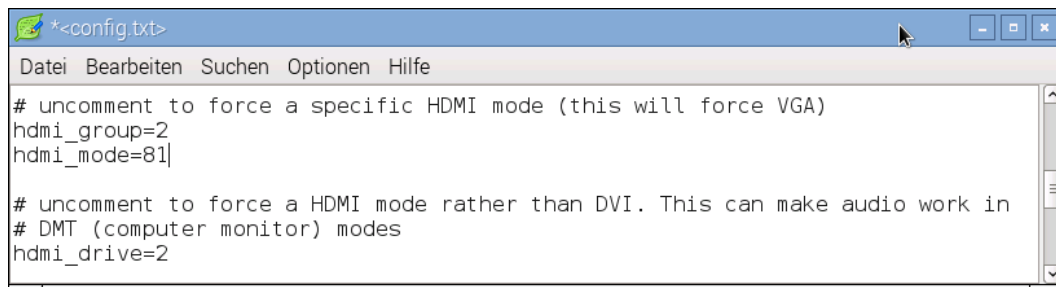 *<config.txt>
Datei Bearbeiten Suchen Optionen Hilfe
# uncomment to force a specific HDMI mode (this will force VGA)
hdmi_group=2
hdmi_mode=81
# uncomment to force a HDMI mode rather than DVI. This can make audio work in
# DMT (computer monitor) modes
hdmi_drive=2